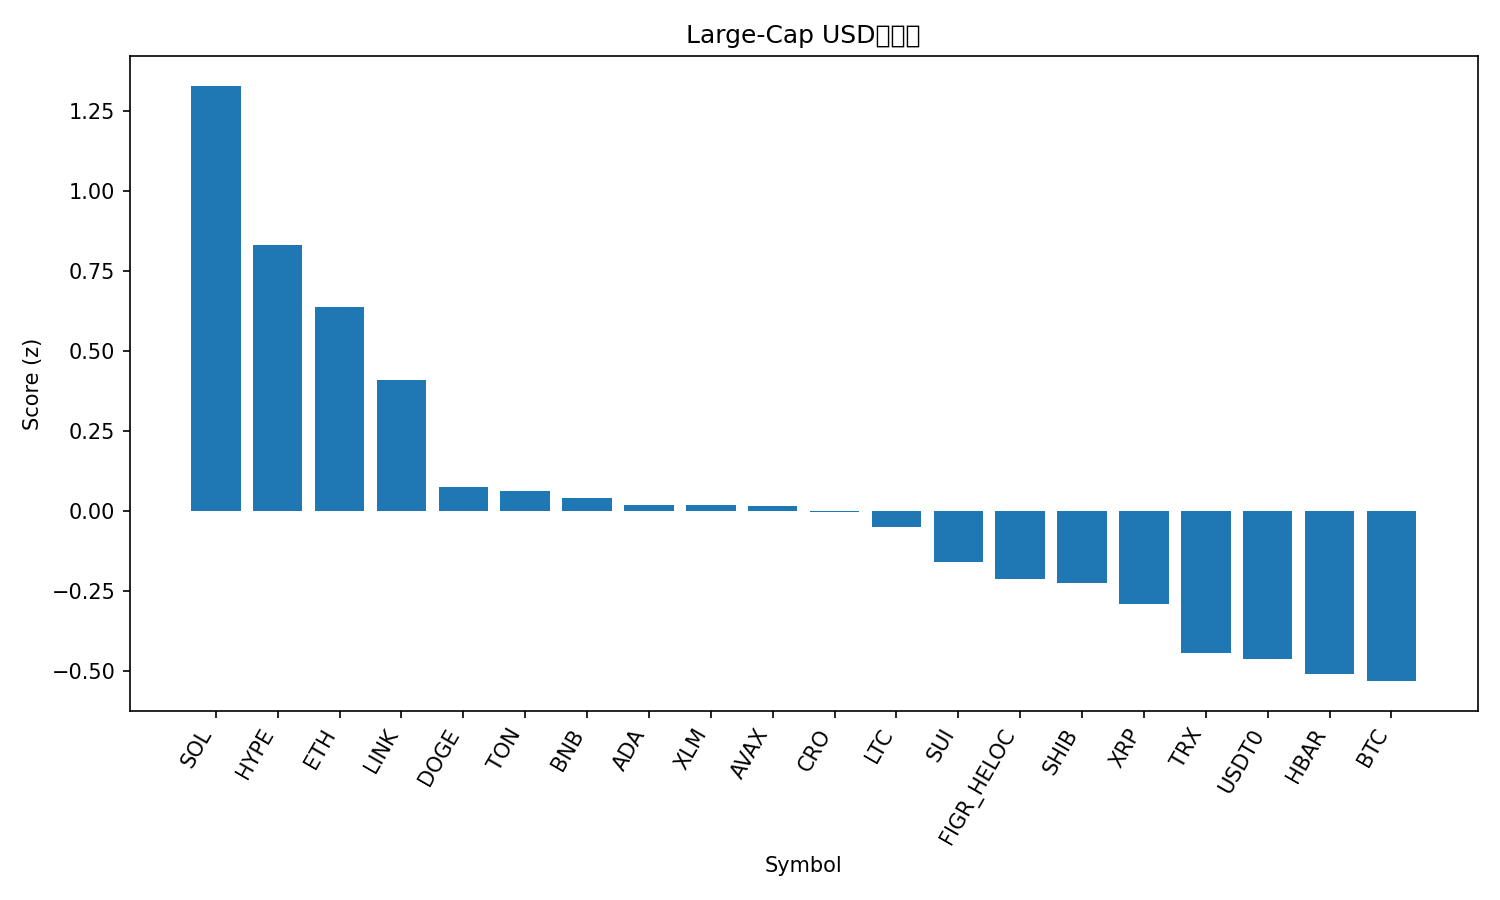 Large-Cap USD
Score (z)
1.25
1.00
0.75
0.50
0.25
0.00
−0.25
−0.50
SOL
HYPE
ETH
LINK
DOGE
TON
BNB
ADA
XLM
AVAX
CRO
LTC
SUI
FIGR_HELOC
SHIB
XRP
TRX
USDT0
HBAR
BTC
Symbol